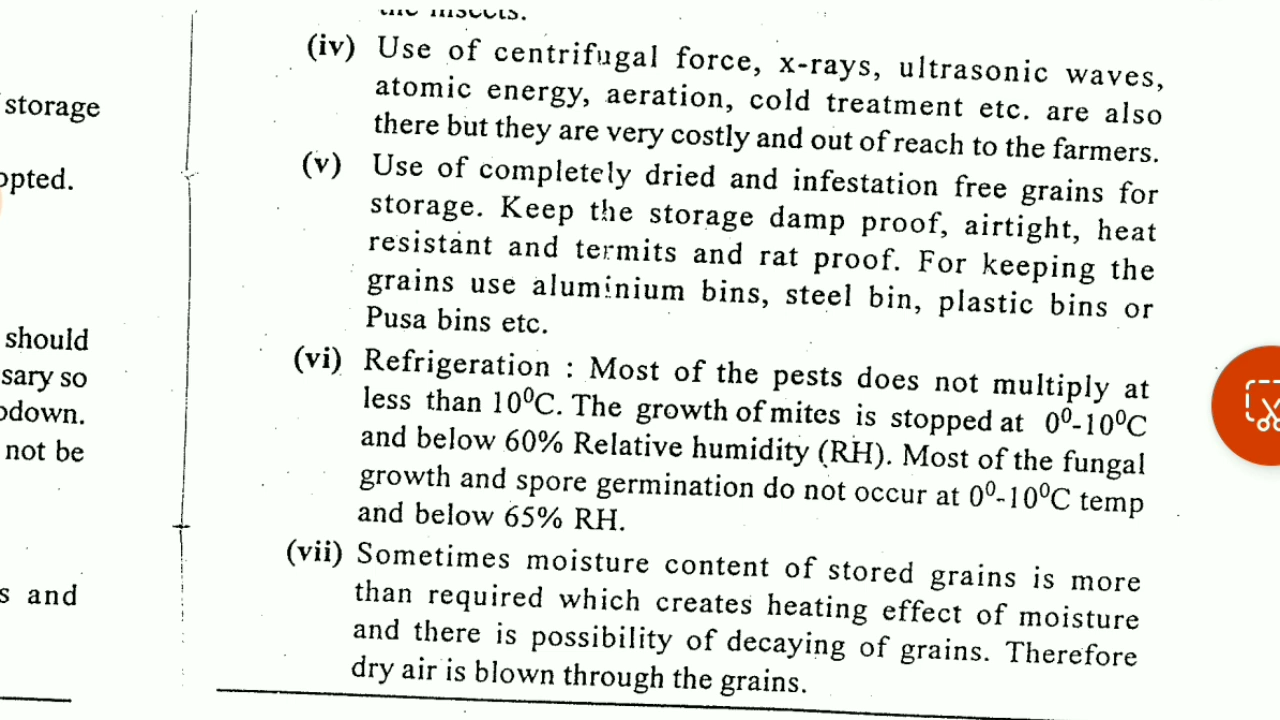 storage
opted.
should
sary so
odown.
not be
s and
the insects.
(iv) Use of centrifugal force, x-rays, ultrasonic waves,
atomic energy, aeration, cold treatment etc. are also
there but they are very costly and out of reach to the farmers.
(v) Use of completely dried and infestation free grains for
storage. Keep the storage damp proof, airtight, heat
resistant and termits and rat proof. For keeping the
grains use aluminium bins, steel bin, plastic bins or
Pusa bins etc.
(vi) Refrigeration : Most of the pests does not multiply at
less than 10⁰C. The growth of mites is stopped at 0⁰-10⁰C
and below 60% Relative humidity (RH). Most of the fungal
growth and spore germination do not occur at 0⁰-10⁰C temp
and below 65% RH.
(vii) Sometimes moisture content of stored grains is more
than required which creates heating effect of moisture
and there is possibility of decaying of grains. Therefore
dry air is blown through the grains.